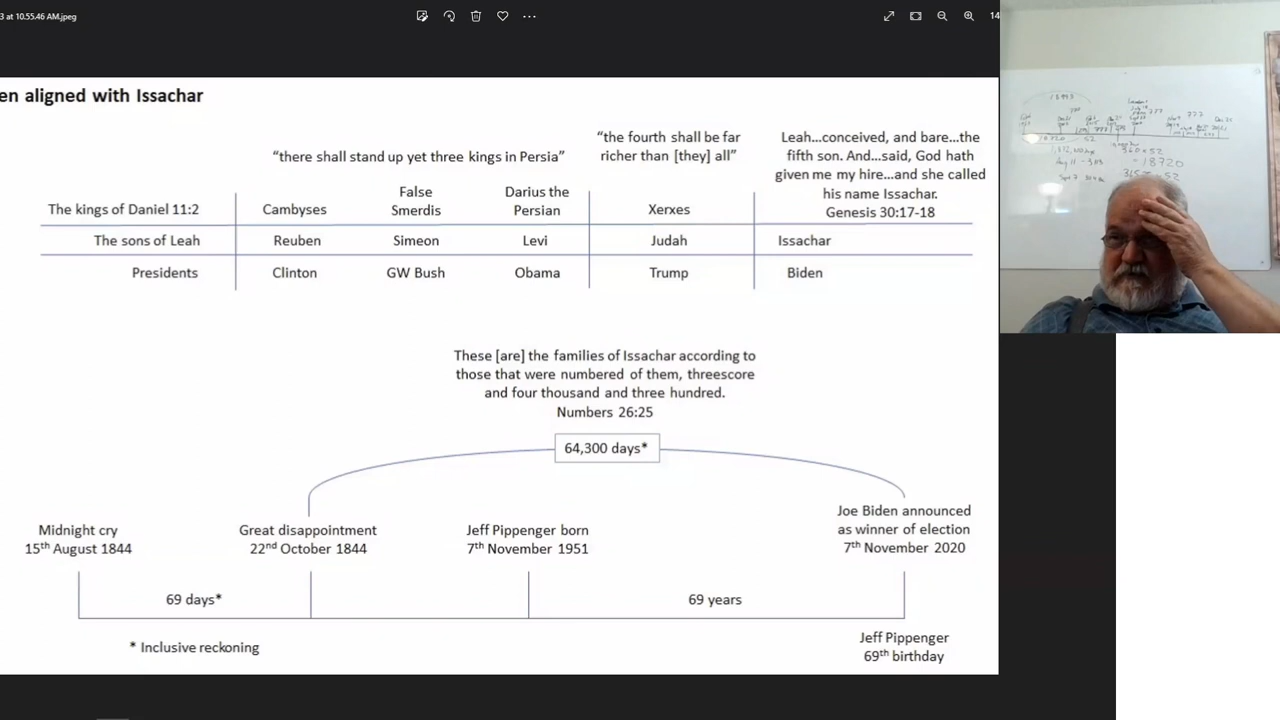 3 at 10.55.46 AM.jpeg
14
en aligned with Issachar
“there shall stand up yet three kings in Persia”
“the fourth shall be far
richer than [they] all”
Leah...conceived, and bare...the
fifth son. And...said, God hath
given me my hire...and she called
his name Issachar.
Genesis 30:17-18
The kings of Daniel 11:2 Cambyses False Smerdis Darius the Persian Xerxes
The sons of Leah Reuben Simeon Levi Judah Issachar
Presidents Clinton GW Bush Obama Trump Biden
These [are] the families of Issachar according to
those that were numbered of them, threescore
and four thousand and three hundred.
Numbers 26:25
64,300 days*
Midnight cry
15th August 1844
Great disappointment
22nd October 1844
Jeff Pippenger born
7th November 1951
Joe Biden announced
as winner of election
7th November 2020
69 days*
69 years
* Inclusive reckoning
Jeff Pippenger
69th birthday
777
777
360 x 52
18720